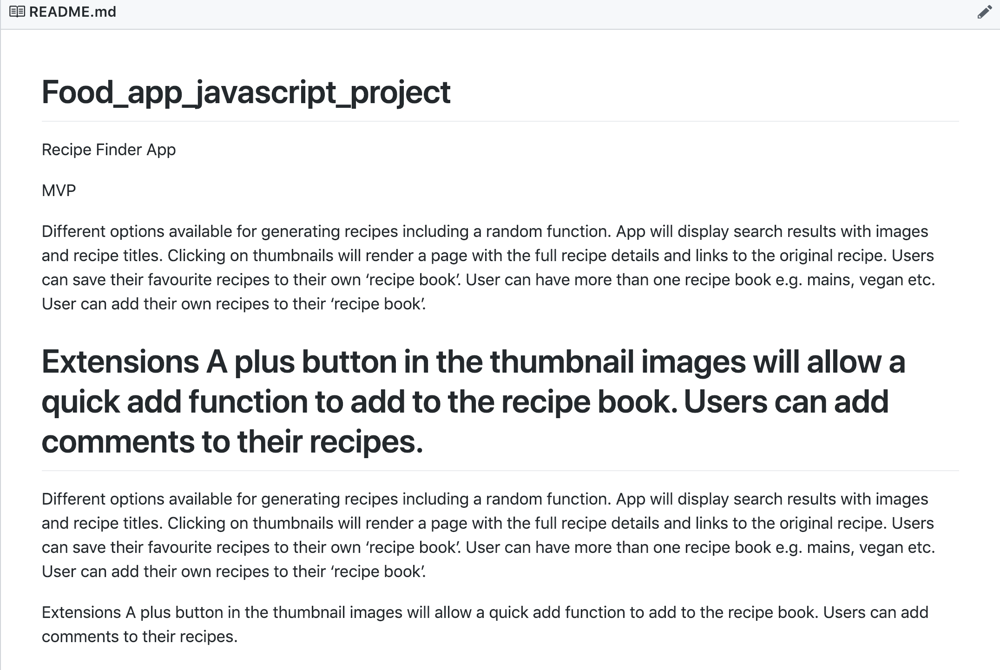 README.md
Food_app_javascript_project
Recipe Finder App
MVP
Different options available for generating recipes including a random function. App will display search results with images
and recipe titles. Clicking on thumbnails will render a page with the full recipe details and links to the original recipe. Users
can save their favourite recipes to their own ‘recipe book’. User can have more than one recipe book e.g. mains, vegan etc.
User can add their own recipes to their ‘recipe book’.
Extensions A plus button in the thumbnail images will allow a
quick add function to add to the recipe book. Users can add
comments to their recipes.
Different options available for generating recipes including a random function. App will display search results with images
and recipe titles. Clicking on thumbnails will render a page with the full recipe details and links to the original recipe. Users
can save their favourite recipes to their own ‘recipe book’. User can have more than one recipe book e.g. mains, vegan etc.
User can add their own recipes to their ‘recipe book’.
Extensions A plus button in the thumbnail images will allow a quick add function to add to the recipe book. Users can add
comments to their recipes.